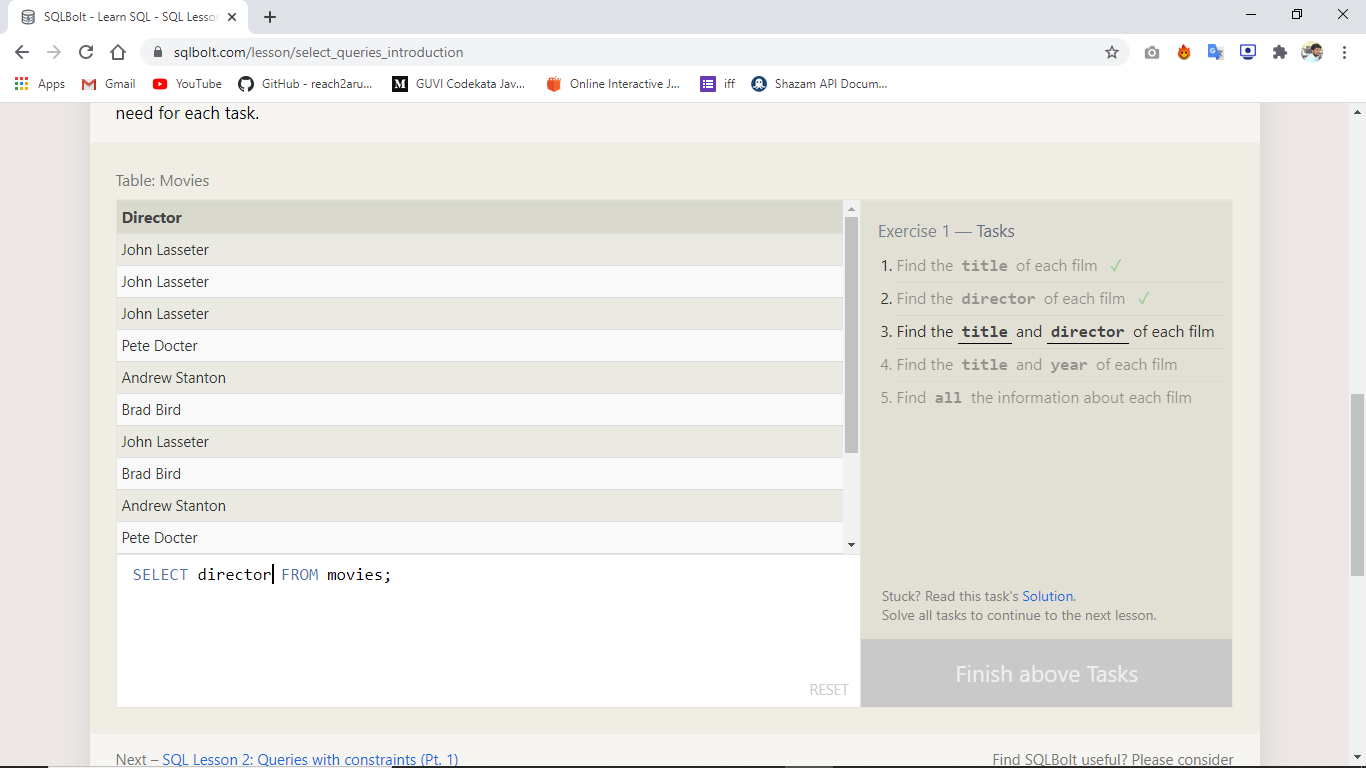 SQLBolt - Learn SQL - SQL Lesson
sqlbolt.com/lesson/select_queries_introduction
Apps Gmail YouTube GitHub - reach2aru... GUVI Codekata Jav... Online Interactive J... iff Shazam API Docum...
need for each task.
Table: Movies
Director
John Lasseter
John Lasseter
John Lasseter
Pete Docter
Andrew Stanton
Brad Bird
John Lasseter
Brad Bird
Andrew Stanton
Pete Docter
SELECT director FROM movies;
RESET
Exercise 1 — Tasks
1. Find the title of each film ✓
2. Find the director of each film ✓
3. Find the title and director of each film
4. Find the title and year of each film
5. Find all the information about each film
Stuck? Read this task's Solution.
Solve all tasks to continue to the next lesson.
Finish above Tasks
Next – SQL Lesson 2: Queries with constraints (Pt. 1)
Find SQLBolt useful? Please consider